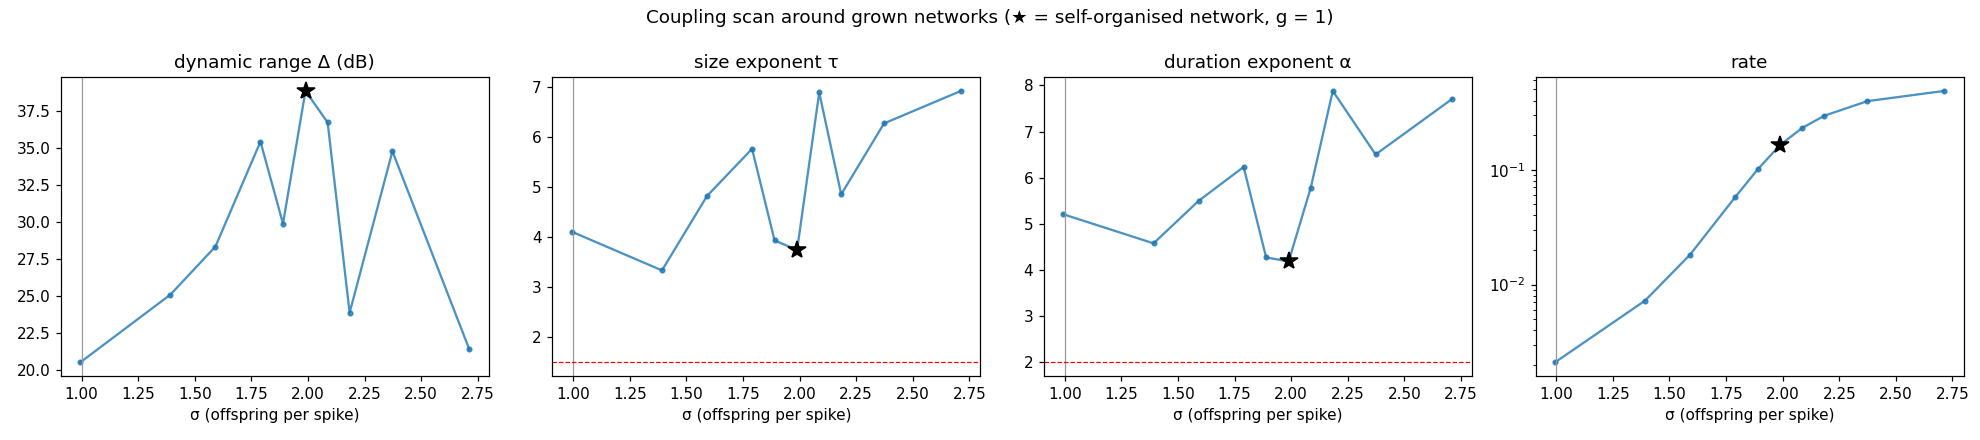 Coupling scan around grown networks (★ = self-organised network, g = 1)
dynamic range Δ (dB)
37.5
35.0
32.5
30.0
27.5
25.0
22.5
20.0
1.00 1.25 1.50 1.75 2.00 2.25 2.50 2.75
σ (offspring per spike)
size exponent τ
7
6
5
4
3
2
1.00 1.25 1.50 1.75 2.00 2.25 2.50 2.75
σ (offspring per spike)
duration exponent α
8
7
6
5
4
3
2
1.00 1.25 1.50 1.75 2.00 2.25 2.50 2.75
σ (offspring per spike)
rate
10⁻¹
10⁻²
1.00 1.25 1.50 1.75 2.00 2.25 2.50 2.75
σ (offspring per spike)